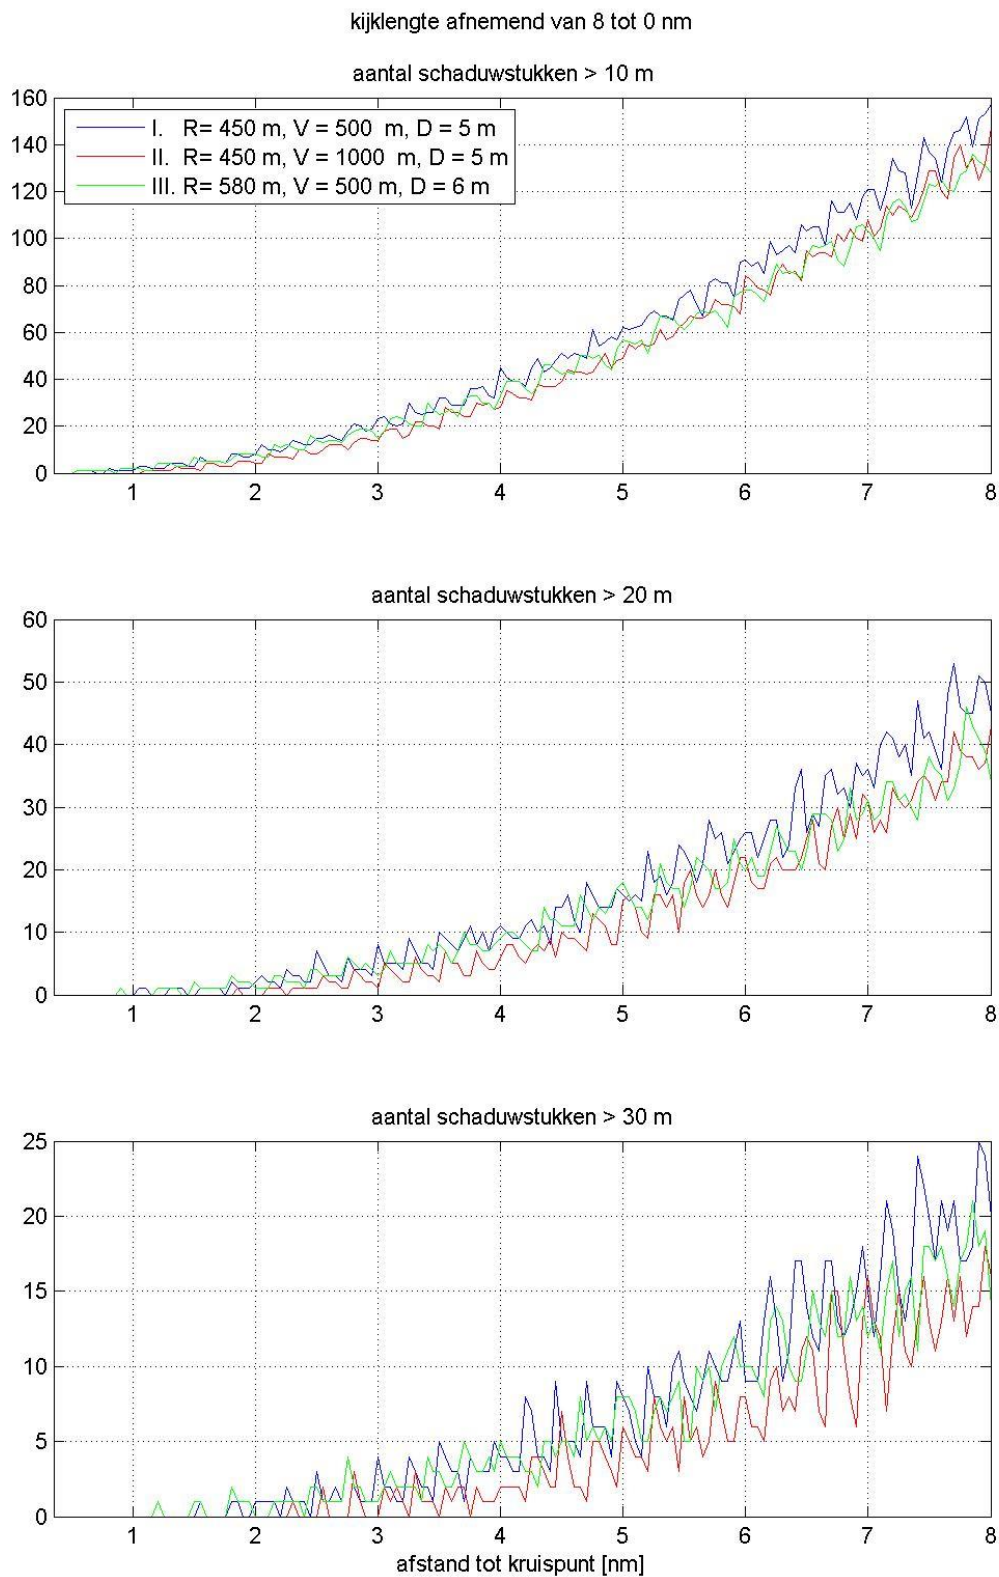 kijklengte afnemend van 8 tot 0 nm
aantal schaduwstukken > 10 m
160
140
120
100
80
60
40
20
0
I. R= 450 m, V = 500 m, D = 5 m
II. R= 450 m, V = 1000 m, D = 5 m
III. R= 580 m, V = 500 m, D = 6 m
1 2 3 4 5 6 7 8
aantal schaduwstukken > 20 m
60
50
40
30
20
10
0
1 2 3 4 5 6 7 8
aantal schaduwstukken > 30 m
25
20
15
10
5
0
1 2 3 4 5 6 7 8
afstand tot kruispunt [nm]